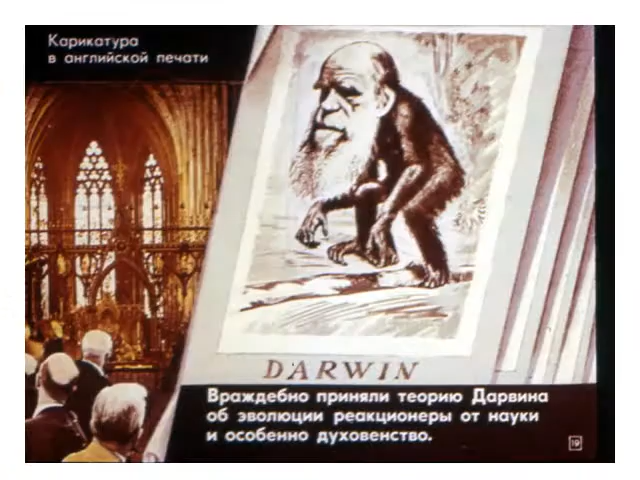 Карикатура
в английской печати
DARWIN
Враждебно приняли теорию Дарвина
об эволюции реакционеры от науки
и особенно духовенство.
19